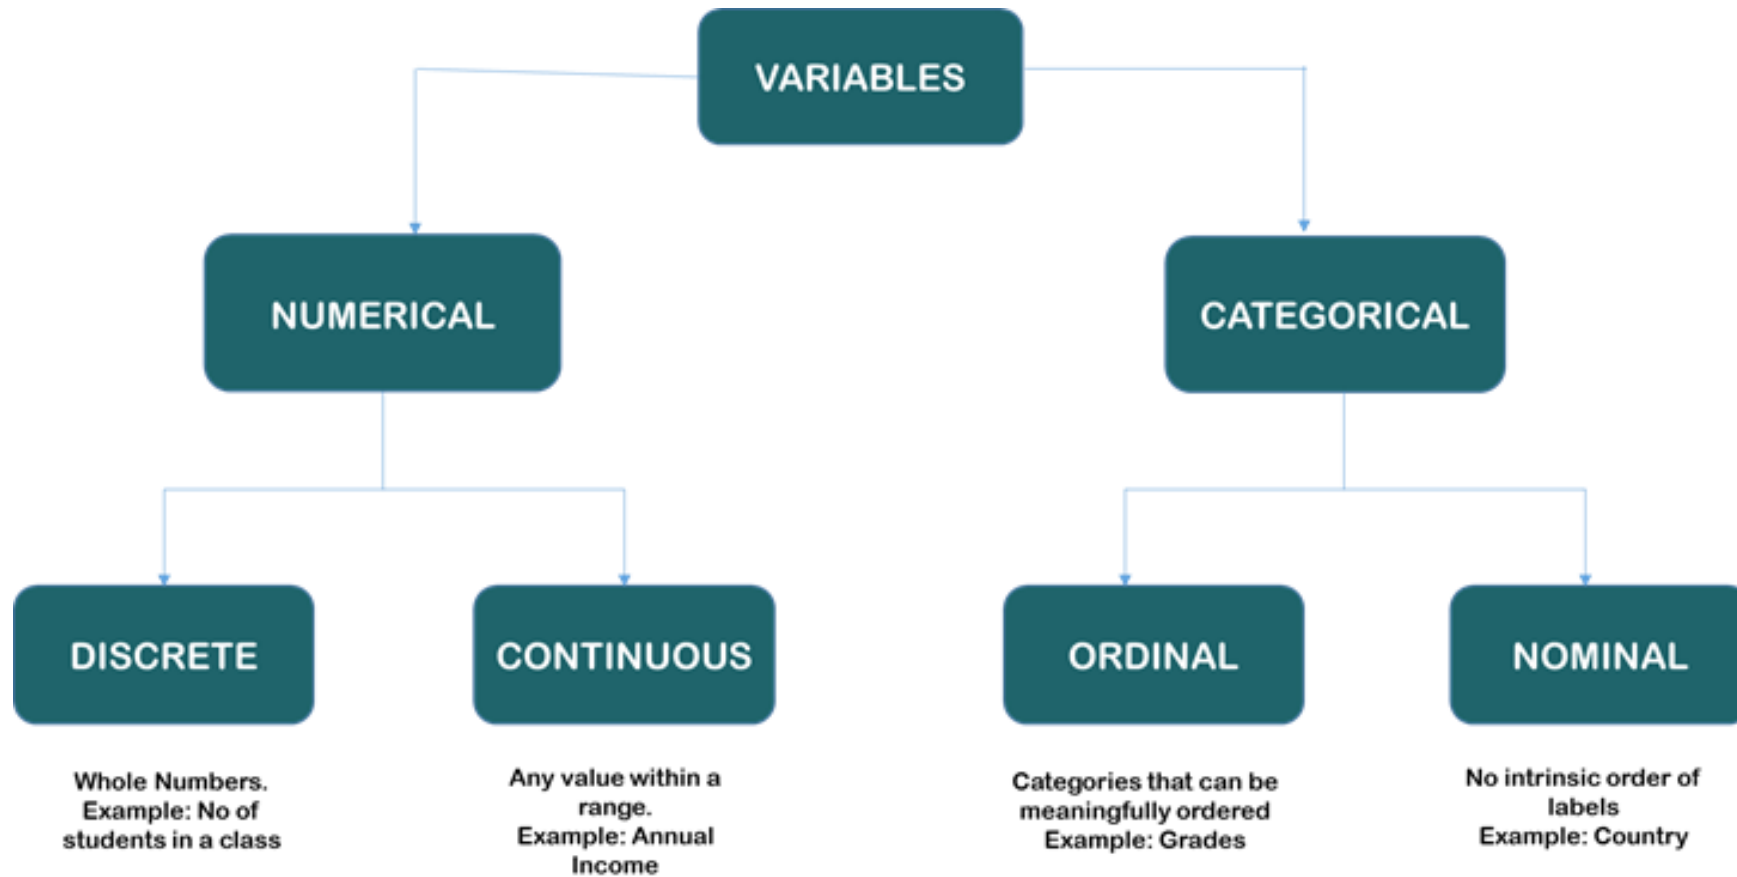 VARIABLES
NUMERICAL
CATEGORICAL
DISCRETE
CONTINUOUS
ORDINAL
NOMINAL
Whole Numbers.
Example: No of
students in a class
Any value within a
range.
Example: Annual
Income
Categories that can be
meaningfully ordered
Example: Grades
No intrinsic order of
labels
Example: Country